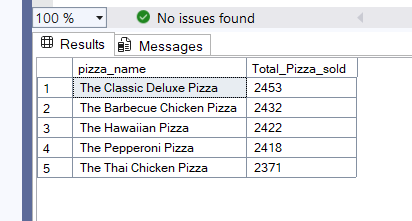 100 %
No issues found
Results Messages
pizza_name Total_Pizza_sold
1 The Classic Deluxe Pizza 2453
2 The Barbecue Chicken Pizza 2432
3 The Hawaiian Pizza 2422
4 The Pepperoni Pizza 2418
5 The Thai Chicken Pizza 2371